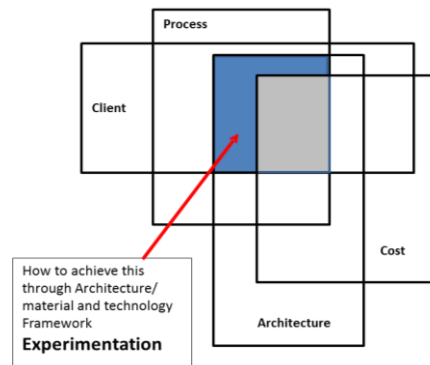 Process
Client
Cost
How to achieve this
through Architecture/
material and technology
Framework
Experimentation
Architecture